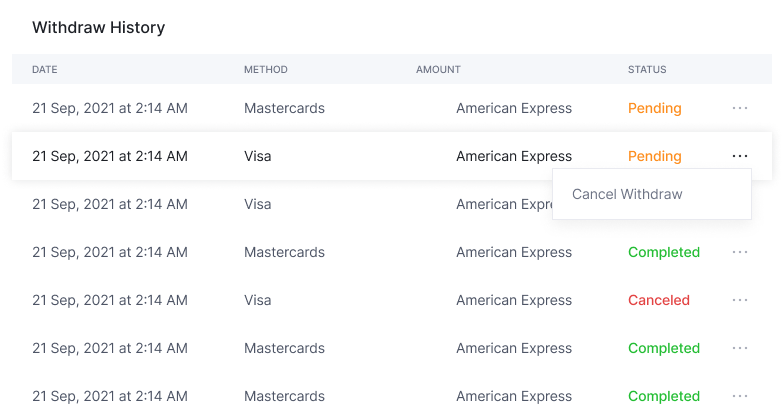 Withdraw History
DATE METHOD AMOUNT STATUS
21 Sep, 2021 at 2:14 AM Mastercards American Express Pending ...
21 Sep, 2021 at 2:14 AM Visa American Express Pending ...
Cancel Withdraw
21 Sep, 2021 at 2:14 AM Visa American
21 Sep, 2021 at 2:14 AM Mastercards American Express Completed ...
21 Sep, 2021 at 2:14 AM Visa American Express Canceled ...
21 Sep, 2021 at 2:14 AM Mastercards American Express Completed ...
21 Sep, 2021 at 2:14 AM Mastercards American Express Completed ...